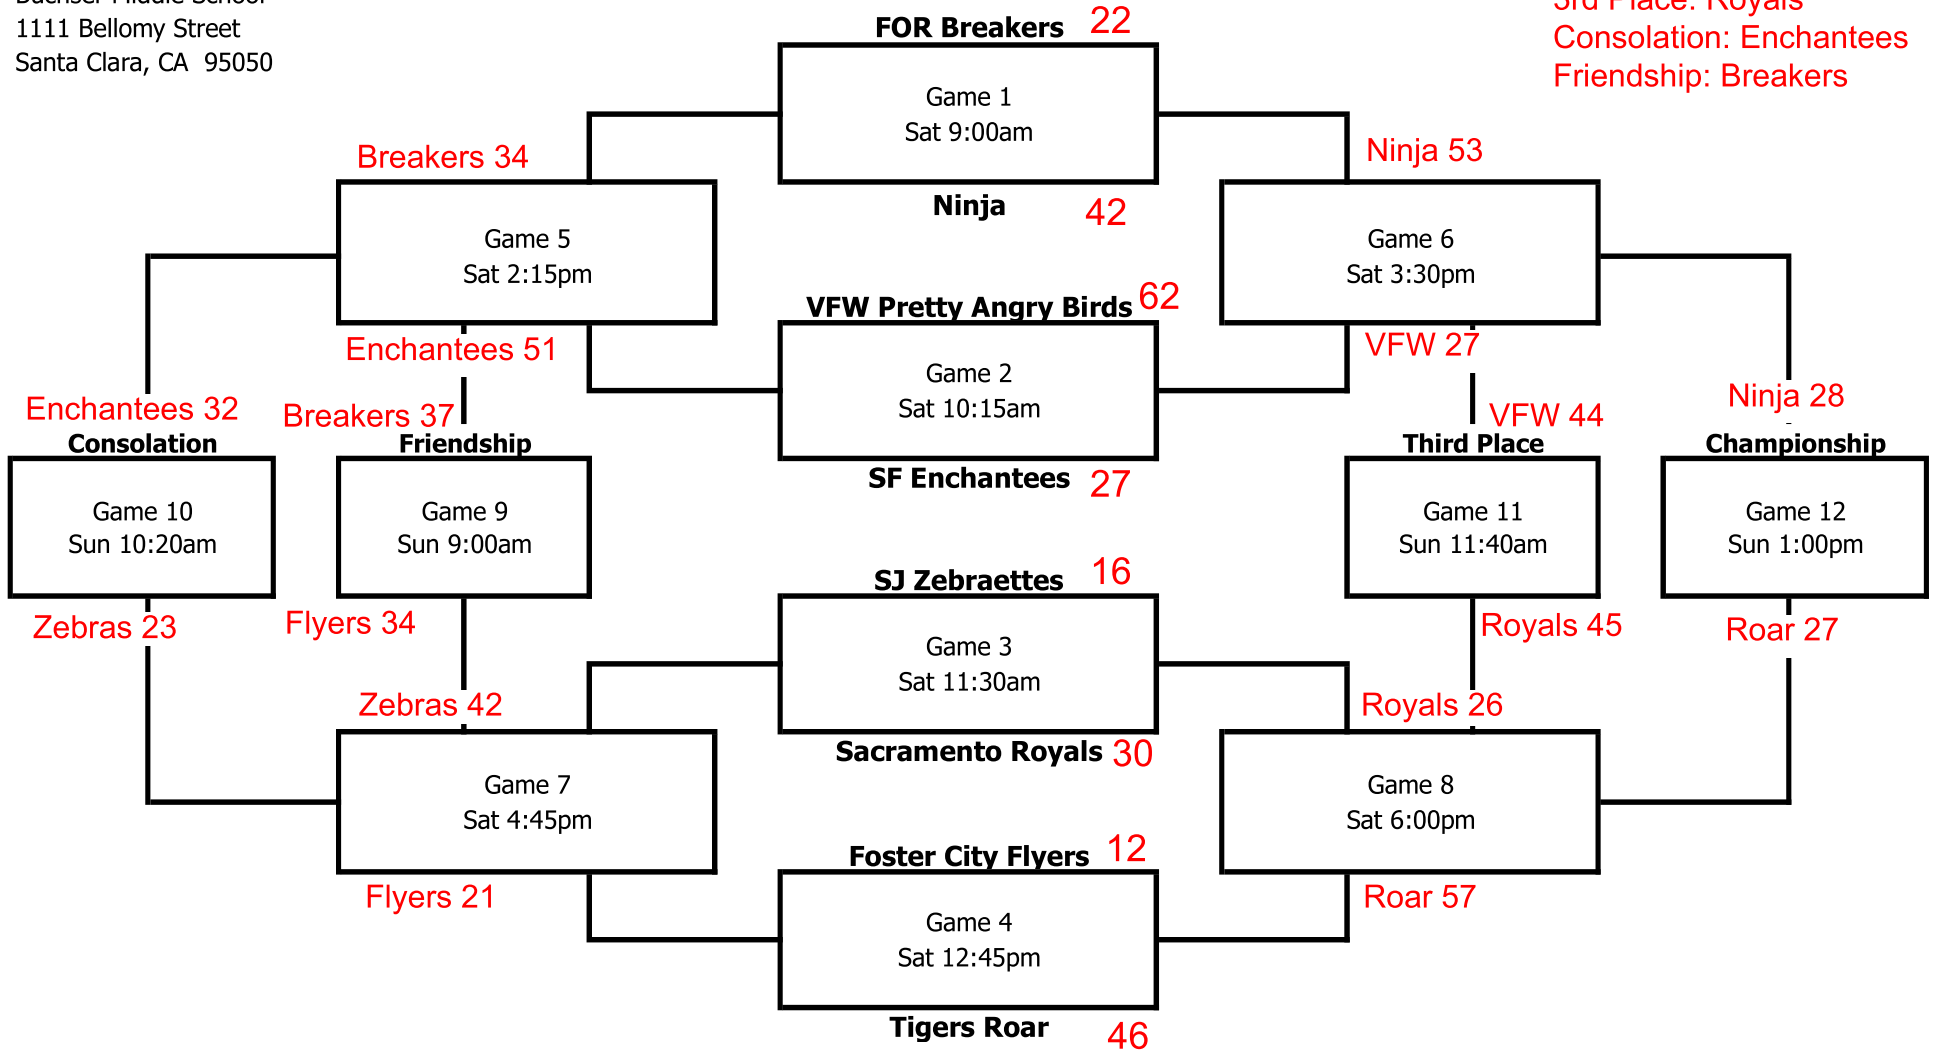 Buchser Middle School
1111 Bellomy Street
Santa Clara, CA 95050
3rd Place: Royals
Consolation: Enchantees
Friendship: Breakers
FOR Breakers 22
Game 1
Sat 9:00am
Ninja 42
Breakers 34
Game 5
Sat 2:15pm
Enchantees 51
Ninja 53
Game 6
Sat 3:30pm
VFW 27
VFW Pretty Angry Birds 62
Game 2
Sat 10:15am
SF Enchantees 27
Enchantees 32
Consolation
Game 10
Sun 10:20am
Zebras 23
Breakers 37
Friendship
Game 9
Sun 9:00am
Flyers 34
VFW 44
Third Place
Game 11
Sun 11:40am
Royals 45
Ninja 28
Championship
Game 12
Sun 1:00pm
Roar 27
SJ Zebraettes 16
Game 3
Sat 11:30am
Sacramento Royals 30
Zebras 42
Game 7
Sat 4:45pm
Flyers 21
Royals 26
Game 8
Sat 6:00pm
Roar 57
Foster City Flyers 12
Game 4
Sat 12:45pm
Tigers Roar 46